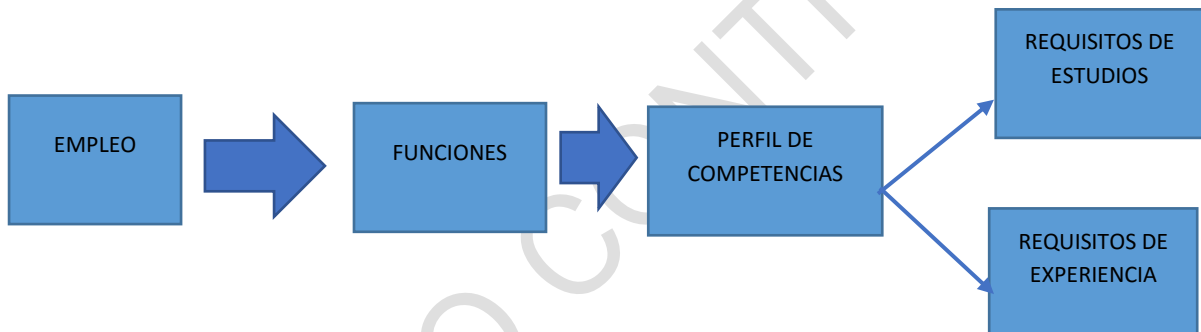 EMPLEO
FUNCIONES
PERFIL DE
COMPETENCIAS
REQUISITOS DE
ESTUDIOS
REQUISITOS DE
EXPERIENCIA